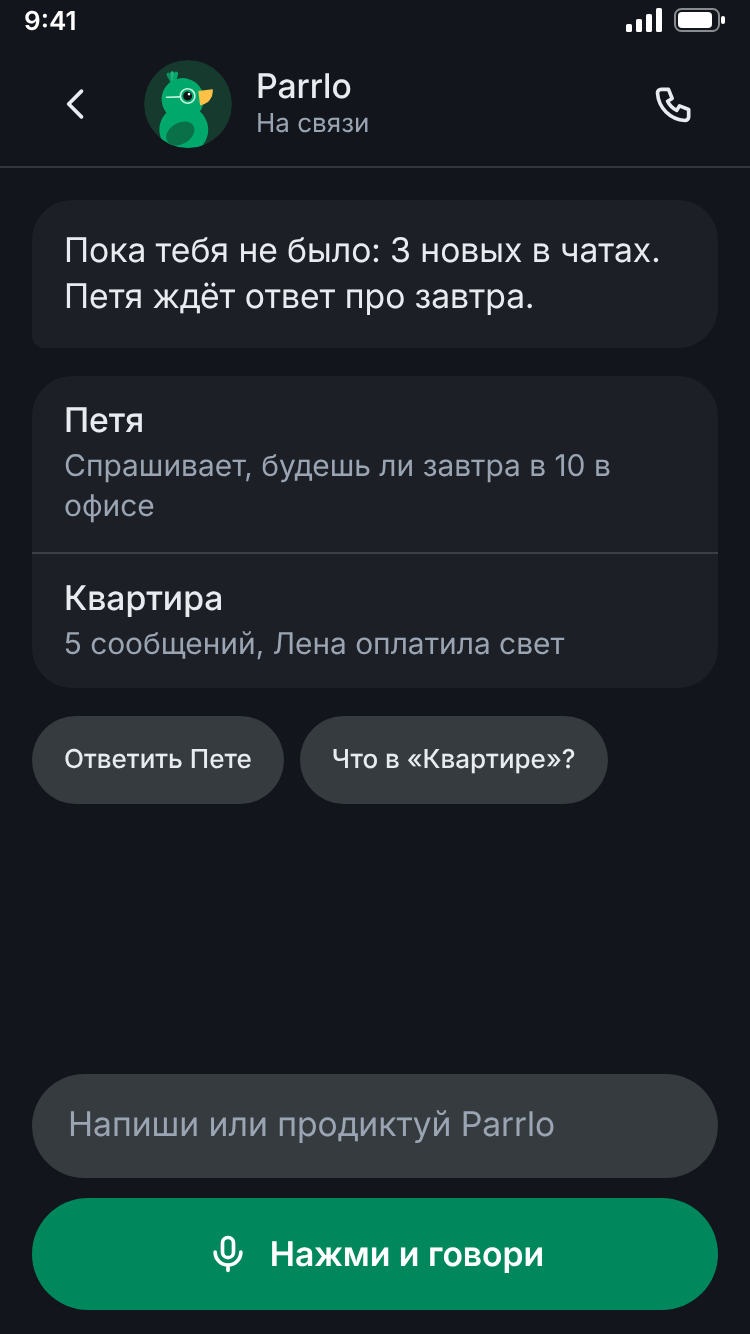 9:41
Parrlo
На связи
Пока тебя не было: 3 новых в чатах.
Петя ждёт ответ про завтра.
Петя
Спрашивает, будешь ли завтра в 10 в
офисе
Квартира
5 сообщений, Лена оплатила свет
Ответить Пете
Что в «Квартире»?
Напиши или продиктуй Parrlo
Нажми и говори